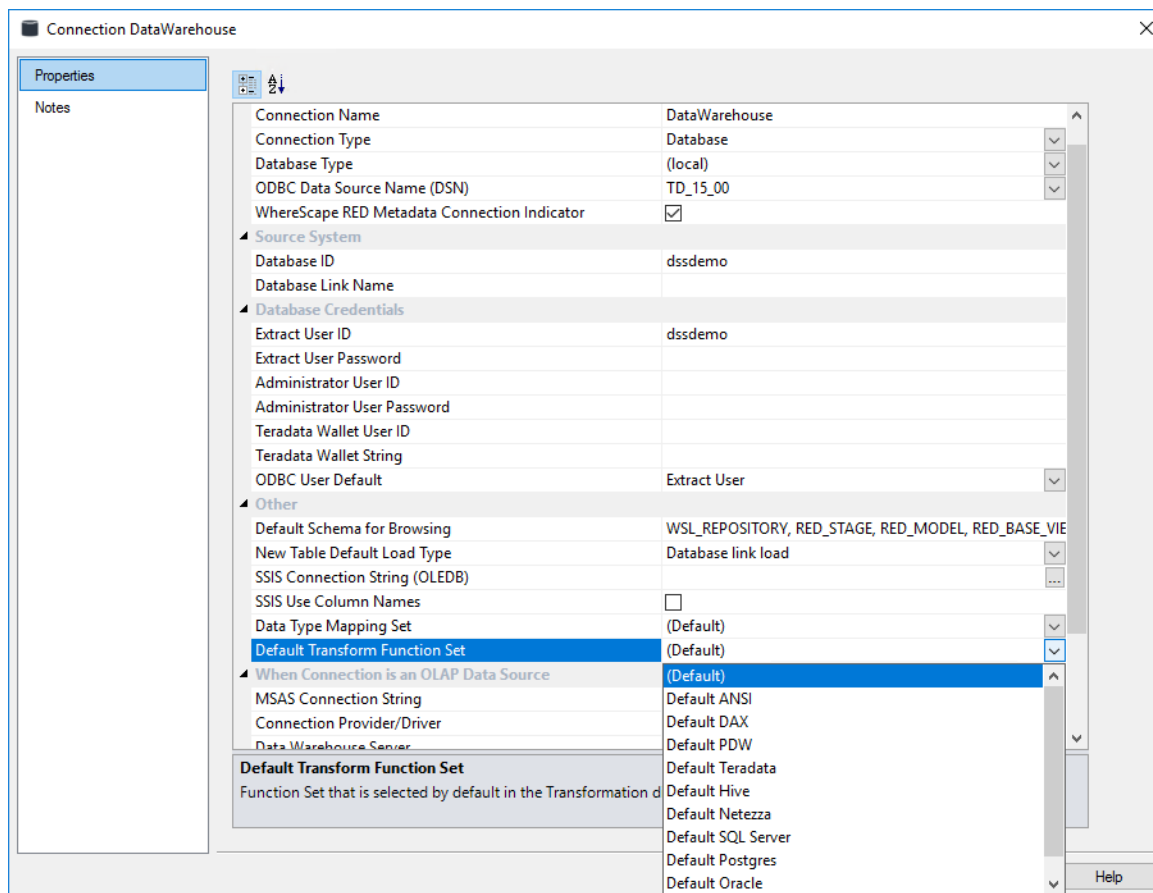 Connection DataWarehouse
Properties
Notes
Connection Name DataWarehouse
Connection Type Database
Database Type (local)
ODBC Data Source Name (DSN) TD_15_00
WhereScape RED Metadata Connection Indicator
Source System
Database ID dssdemo
Database Link Name
Database Credentials
Extract User ID dssdemo
Extract User Password
Administrator User ID
Administrator User Password
Teradata Wallet User ID
Teradata Wallet String
ODBC User Default Extract User
Other
Default Schema for Browsing WSL_REPOSITORY, RED_STAGE, RED_MODEL, RED_BASE_VIE
New Table Default Load Type Database link load
SSIS Connection String (OLEDB) ...
SSIS Use Column Names
Data Type Mapping Set (Default)
Default Transform Function Set (Default)
When Connection is an OLAP Data Source (Default)
MSAS Connection String Default ANSI
Connection Provider/Driver Default DAX
Data Warehouse Server Default PDW
Default Transform Function Set Default Teradata
Function Set that is selected by default in the Transformation d Default Hive
Default Netezza
Default SQL Server
Default Postgres
Default Oracle
Help